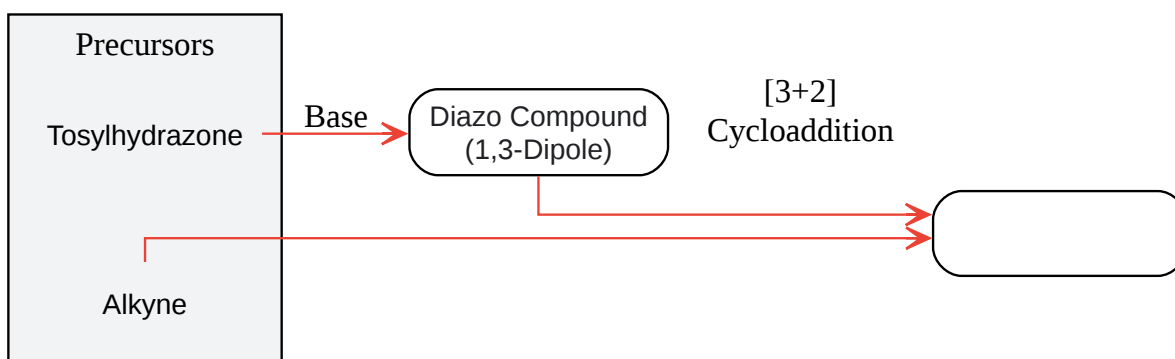 Precursors
Tosylhydrazone
Base
Diazo Compound
(1,3-Dipole)
[3+2]
Cycloaddition
Alkyne